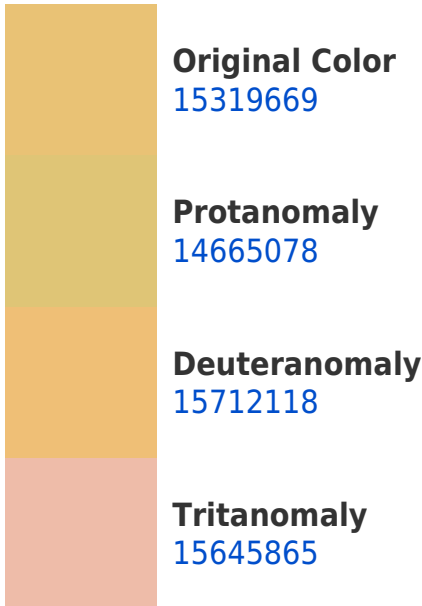 Original Color
15319669
Protanomaly
14665078
Deuteranomaly
15712118
Tritanomaly
15645865